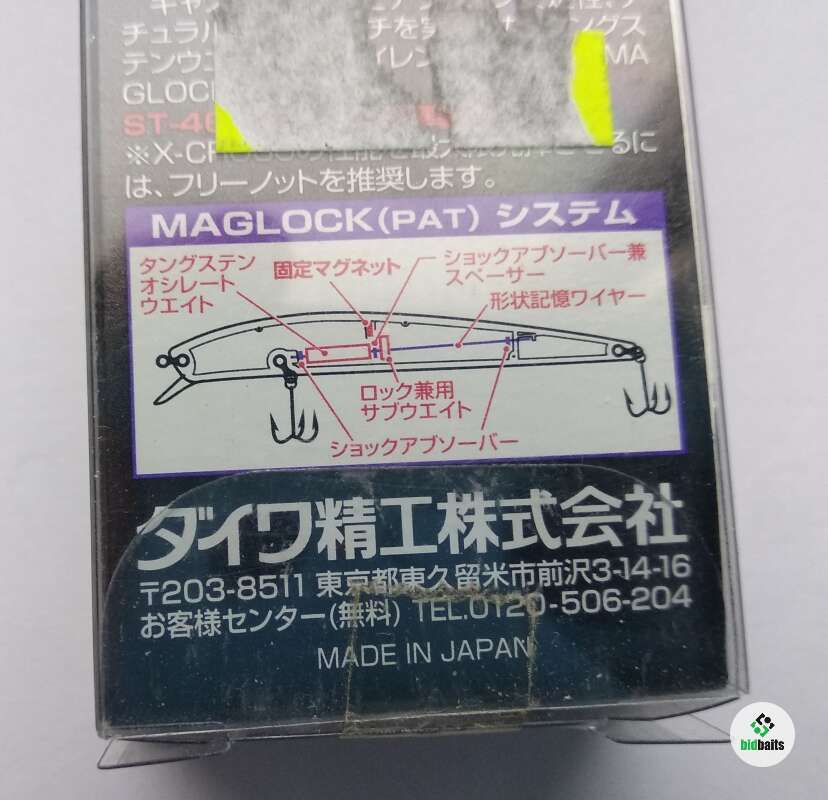 チュラル
テンウエ
MA
GLOCK
ST-46
は、フリーノットを推奨します。
MAGLOCK(PAT) システム
タングステン
オシレート
ウエイト
固定マグネット
ショックアブソーバー兼
スペーサー
形状記憶ワイヤー
ロック兼用
サブウエイト
ショックアブソーバー
ダイワ精工株式会社
〒203-8511 東京都東久留米市前沢3-14-16
お客様センター(無料) TEL.0120-506-204
MADE IN JAPAN
bidbaits